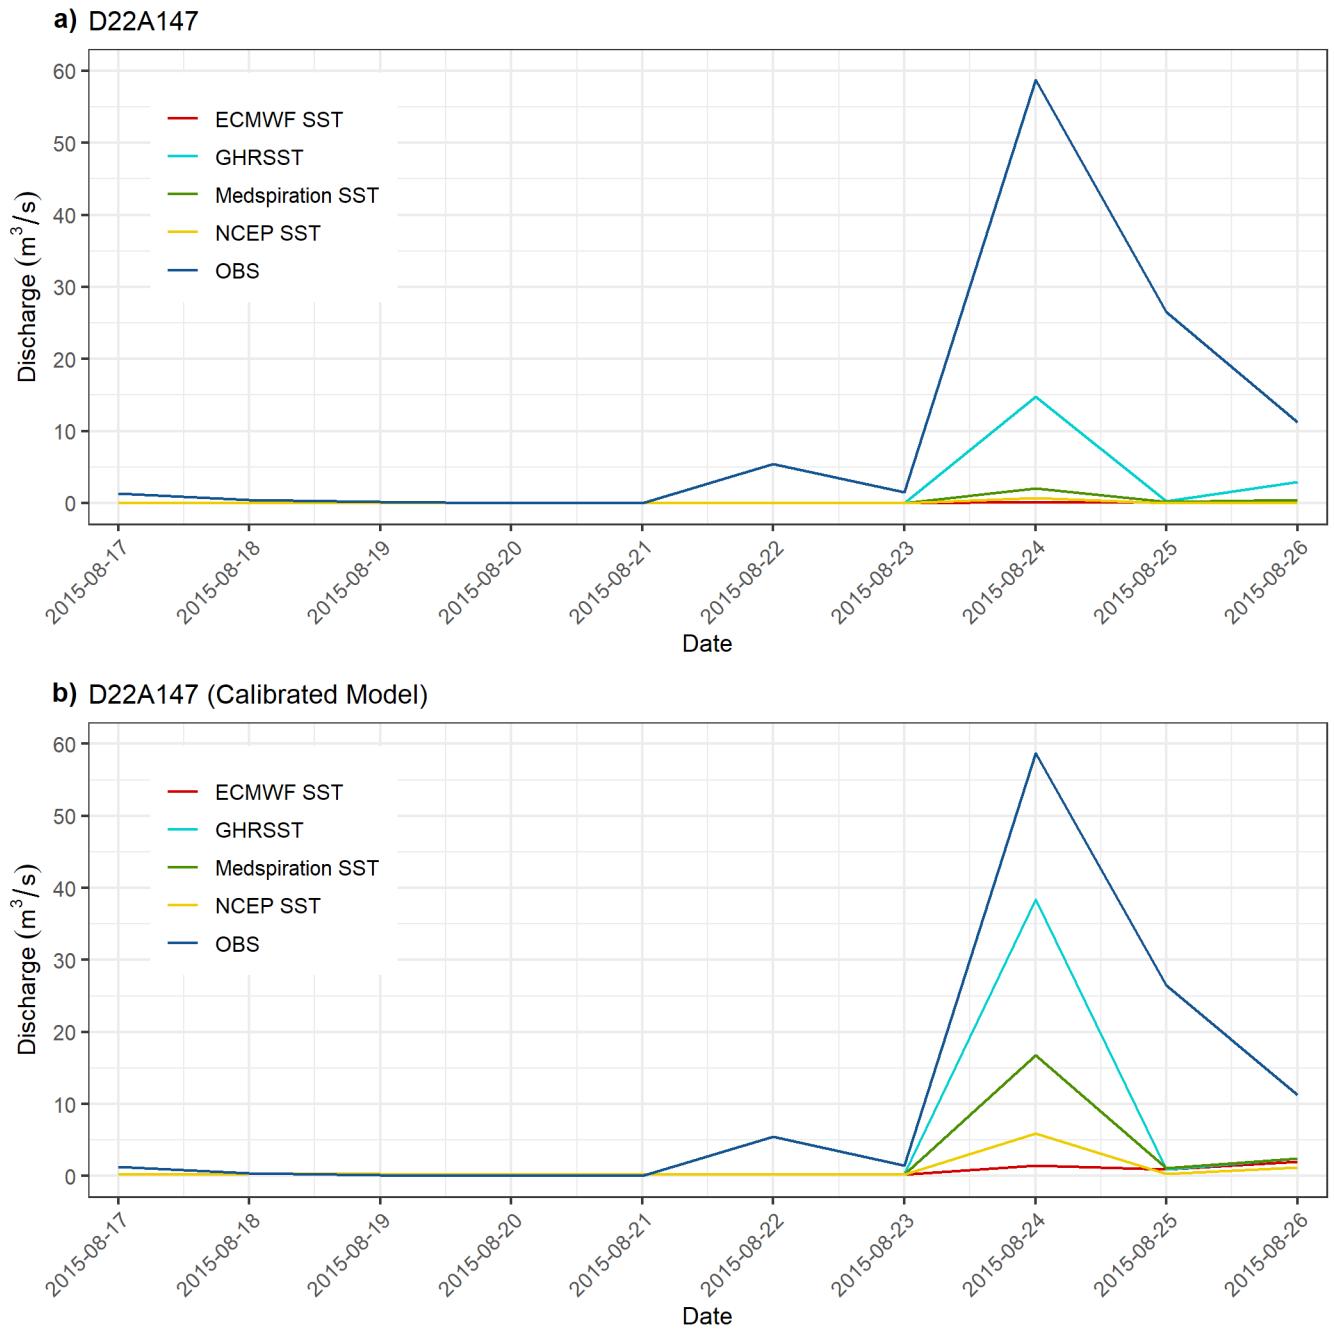 a) D22A147
60
50
40
30
20
10
0
Discharge (m³/s)
ECMWF SST
GHRSST
Medspiration SST
NCEP SST
OBS
2015-08-17
2015-08-18
2015-08-19
2015-08-20
2015-08-21
2015-08-22
2015-08-23
2015-08-24
2015-08-25
2015-08-26
Date
b) D22A147 (Calibrated Model)
60
50
40
30
20
10
0
Discharge (m³/s)
ECMWF SST
GHRSST
Medspiration SST
NCEP SST
OBS
2015-08-17
2015-08-18
2015-08-19
2015-08-20
2015-08-21
2015-08-22
2015-08-23
2015-08-24
2015-08-25
2015-08-26
Date